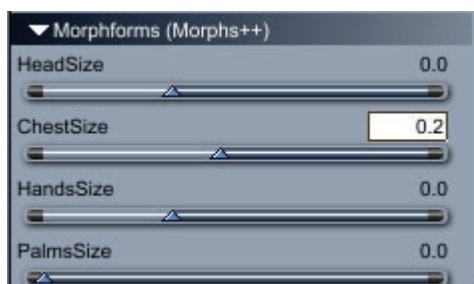 Morphforms (Morphs++)
HeadSize 0.0
ChestSize 0.2
HandsSize 0.0
PalmsSize 0.0